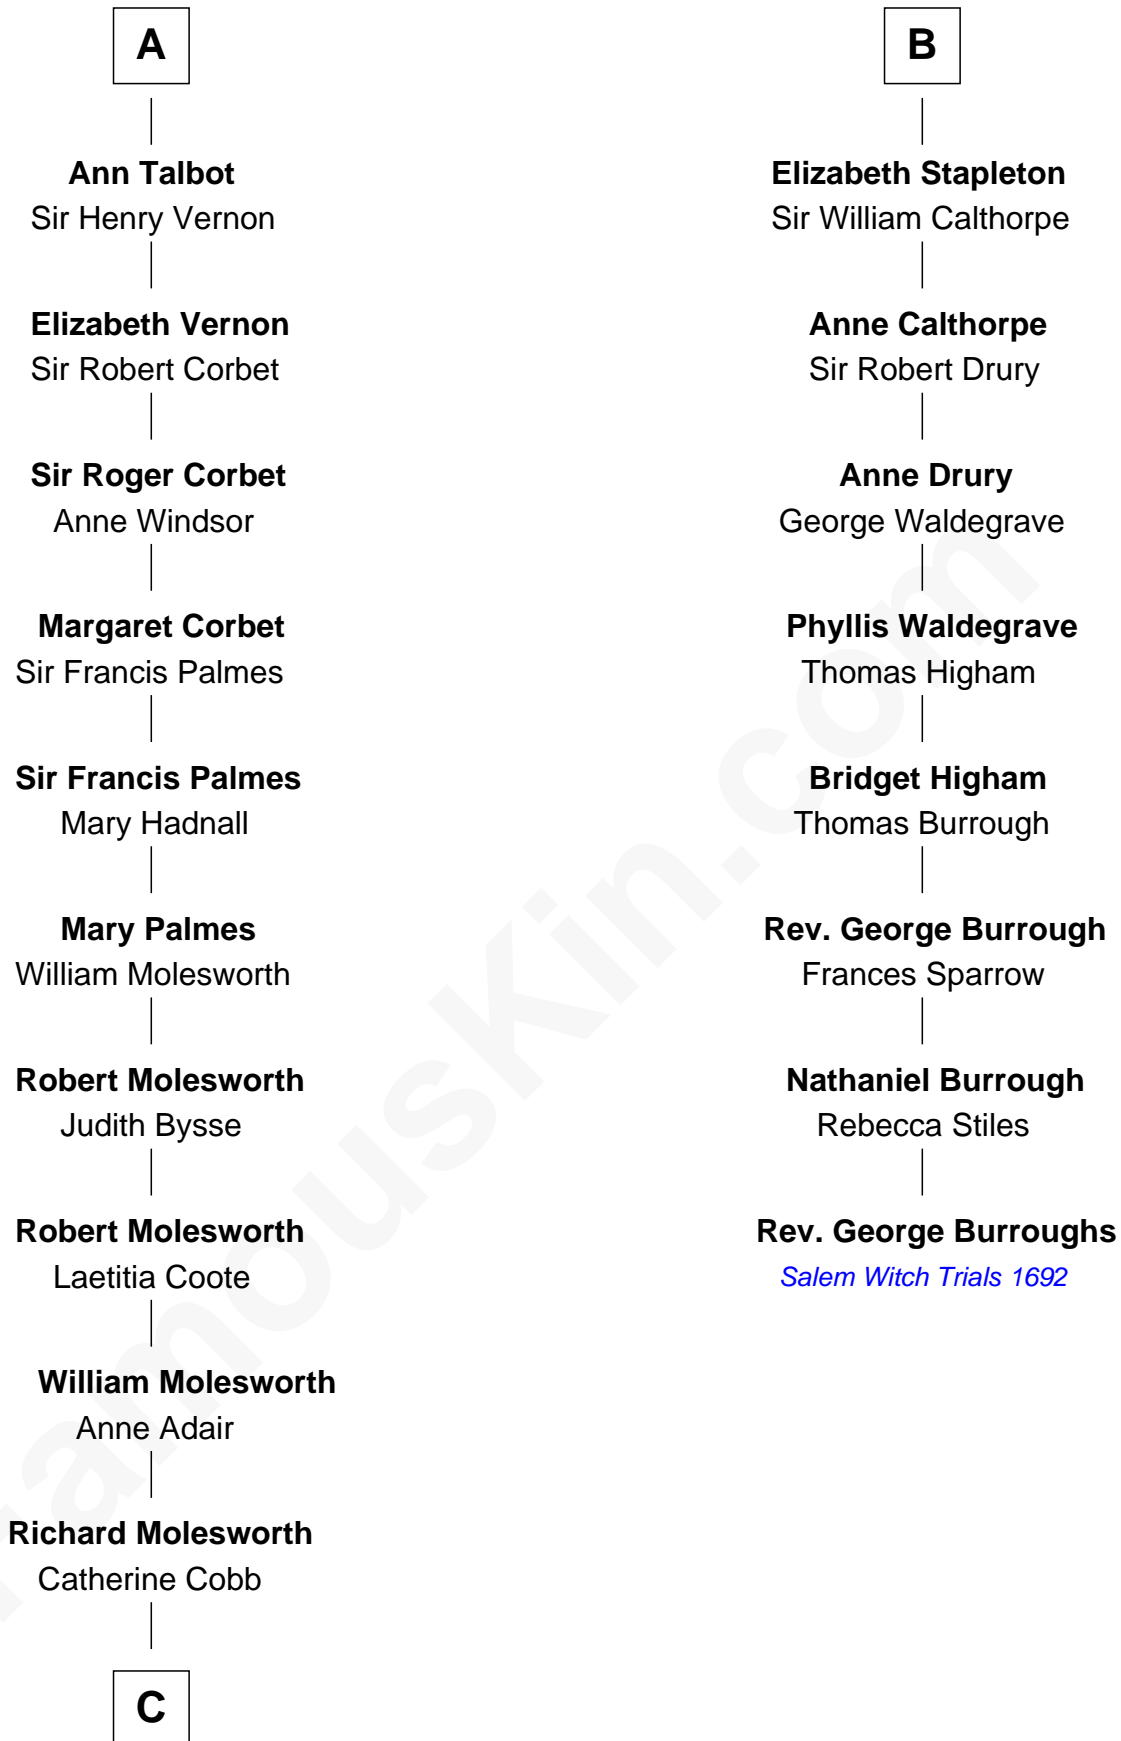 A
Ann Talbot
Sir Henry Vernon
Elizabeth Vernon
Sir Robert Corbet
Sir Roger Corbet
Anne Windsor
Margaret Corbet
Sir Francis Palmes
Sir Francis Palmes
Mary Hadnall
Mary Palmes
William Molesworth
Robert Molesworth
Judith Bysse
Robert Molesworth
Laetitia Coote
William Molesworth
Anne Adair
Richard Molesworth
Catherine Cobb
C
B
Elizabeth Stapleton
Sir William Calthorpe
Anne Calthorpe
Sir Robert Drury
Anne Drury
George Waldegrave
Phyllis Waldegrave
Thomas Higham
Bridget Higham
Thomas Burrough
Rev. George Burrough
Frances Sparrow
Nathaniel Burrough
Rebecca Stiles
Rev. George Burroughs
Salem Witch Trials 1692
FamousKin.com